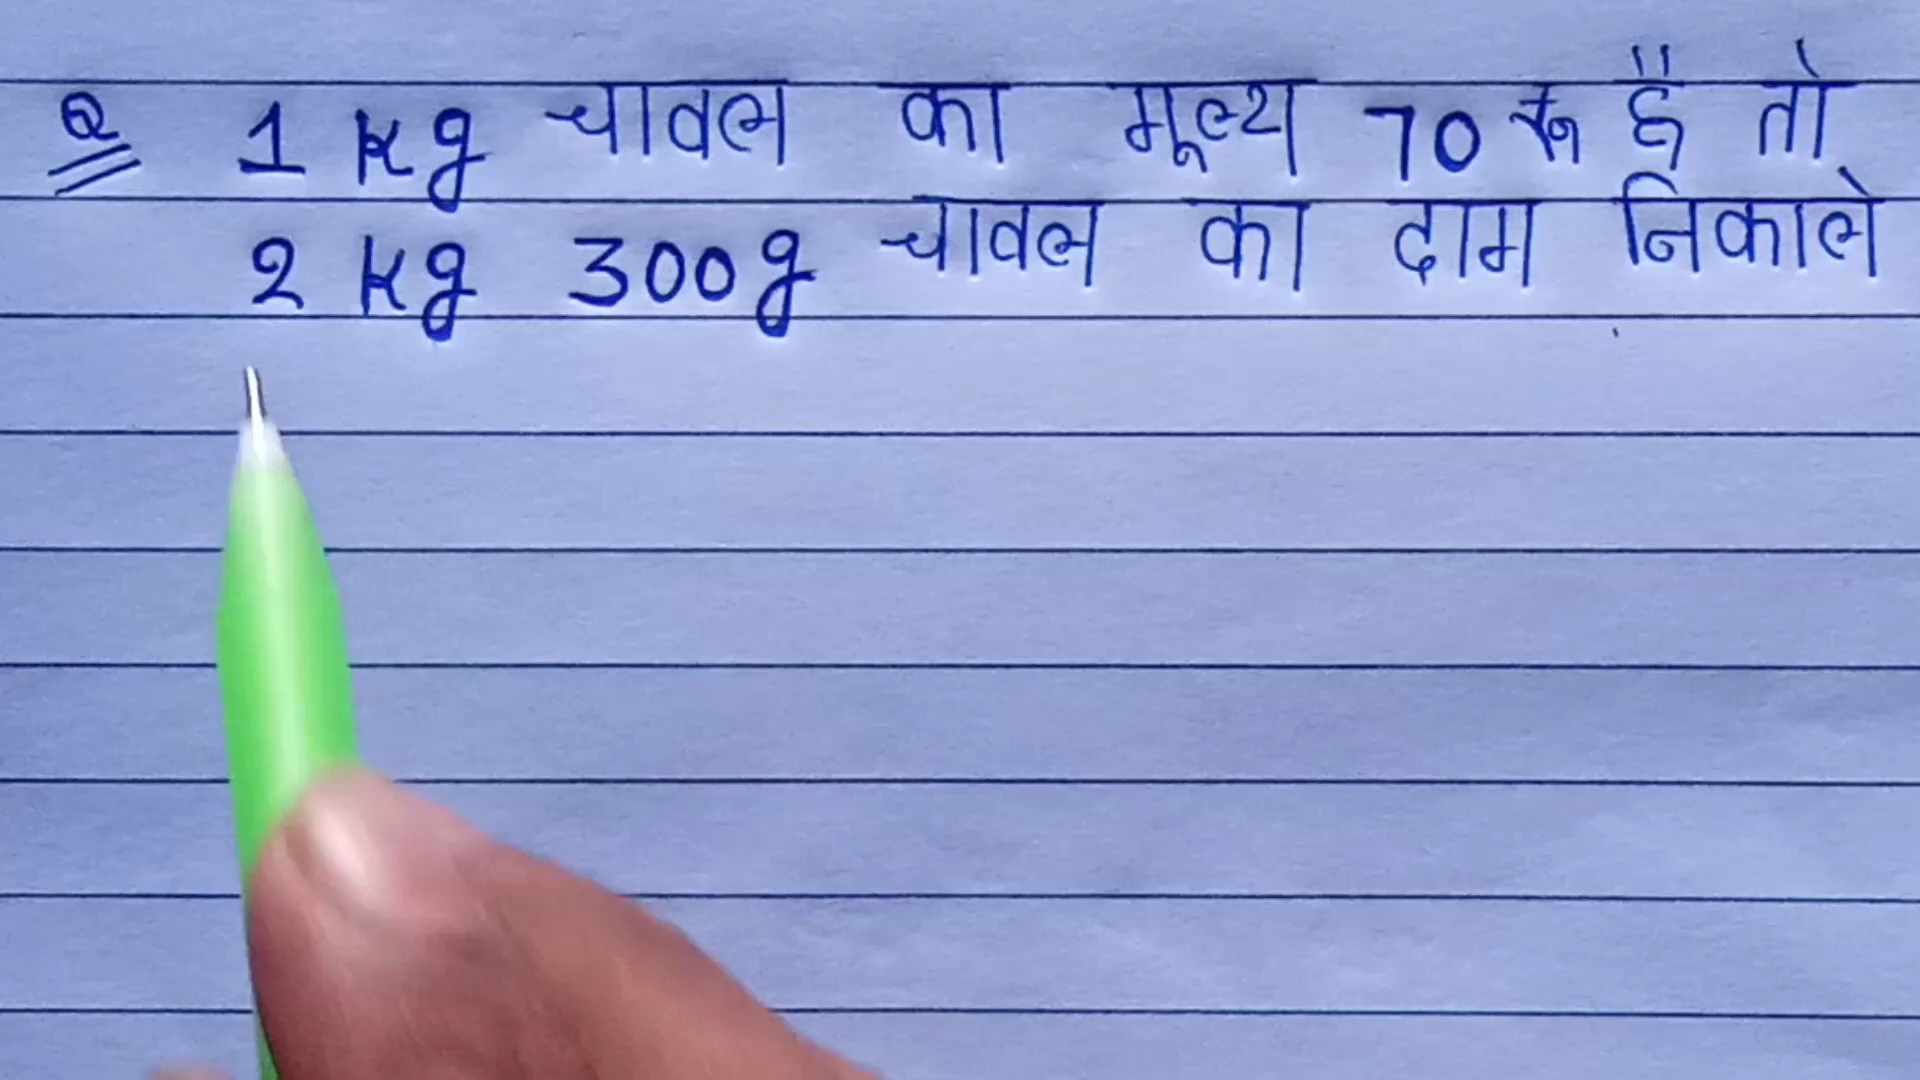 Q 1 kg चावल का मूल्य 70 रू है तो
2 kg 300g चावल का दाम निकाले